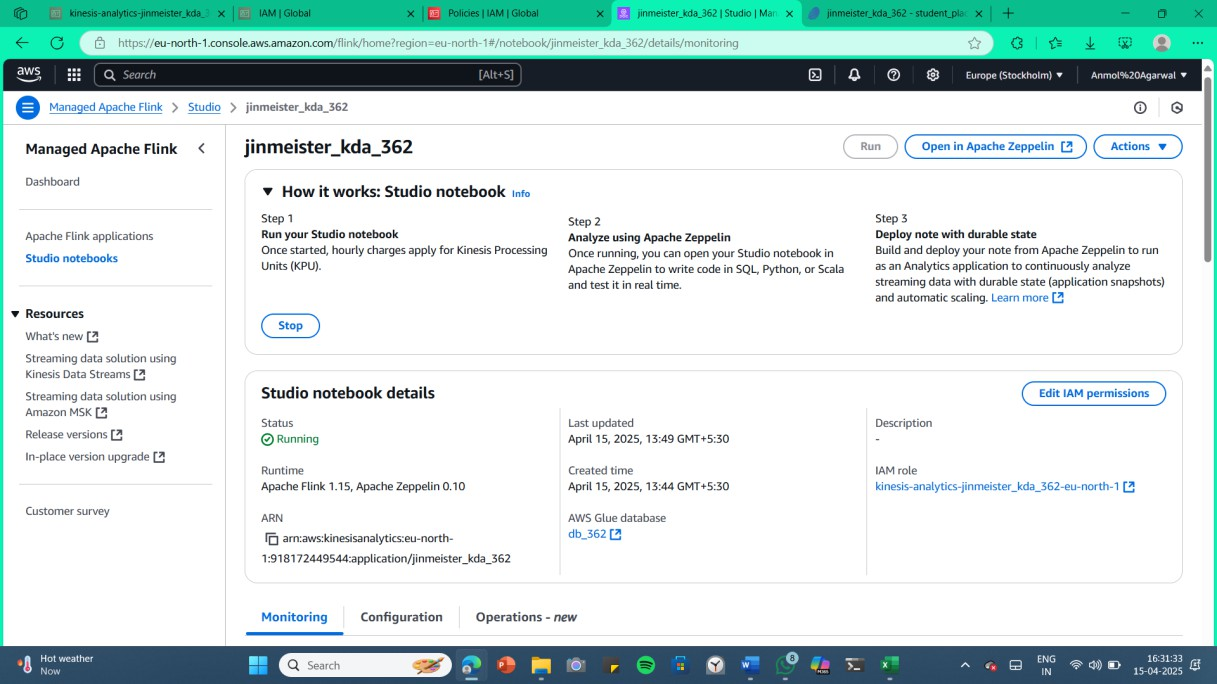 kinesis-analytics-jinmeister_kda_3
IAM | Global
Policies | IAM | Global
jinmeister_kda_362 | Studio | Man
jinmeister_kda_362 - student_pla
https://eu-north-1.console.aws.amazon.com/flink/home?region=eu-north-1#/notebook/jinmeister_kda_362/details/monitoring
aws
Search [Alt+S]
Europe (Stockholm)
Anmol%20Agarwal
Managed Apache Flink > Studio > jinmeister_kda_362
Managed Apache Flink
Dashboard
Apache Flink applications
Studio notebooks
Resources
What's new
Streaming data solution using
Kinesis Data Streams
Streaming data solution using
Amazon MSK
Release versions
In-place version upgrade
Customer survey
jinmeister_kda_362
Run
Open in Apache Zeppelin
Actions
How it works: Studio notebook Info
Step 1
Run your Studio notebook
Once started, hourly charges apply for Kinesis Processing
Units (KPU).
Stop
Step 2
Analyze using Apache Zeppelin
Once running, you can open your Studio notebook in
Apache Zeppelin to write code in SQL, Python, or Scala
and test it in real time.
Step 3
Deploy note with durable state
Build and deploy your note from Apache Zeppelin to run
as an Analytics application to continuously analyze
streaming data with durable state (application snapshots)
and automatic scaling. Learn more
Studio notebook details
Edit IAM permissions
Status
Running
Runtime
Apache Flink 1.15, Apache Zeppelin 0.10
ARN
arn:aws:kinesisanalytics:eu-north-
1:918172449544:application/jinmeister_kda_362
Last updated
April 15, 2025, 13:49 GMT+5:30
Created time
April 15, 2025, 13:44 GMT+5:30
AWS Glue database
db_362
Description
-
IAM role
kinesis-analytics-jinmeister_kda_362-eu-north-1
Monitoring
Configuration
Operations - new
Hot weather
Now
Search
8
ENG
IN
16:31:33
15-04-2025